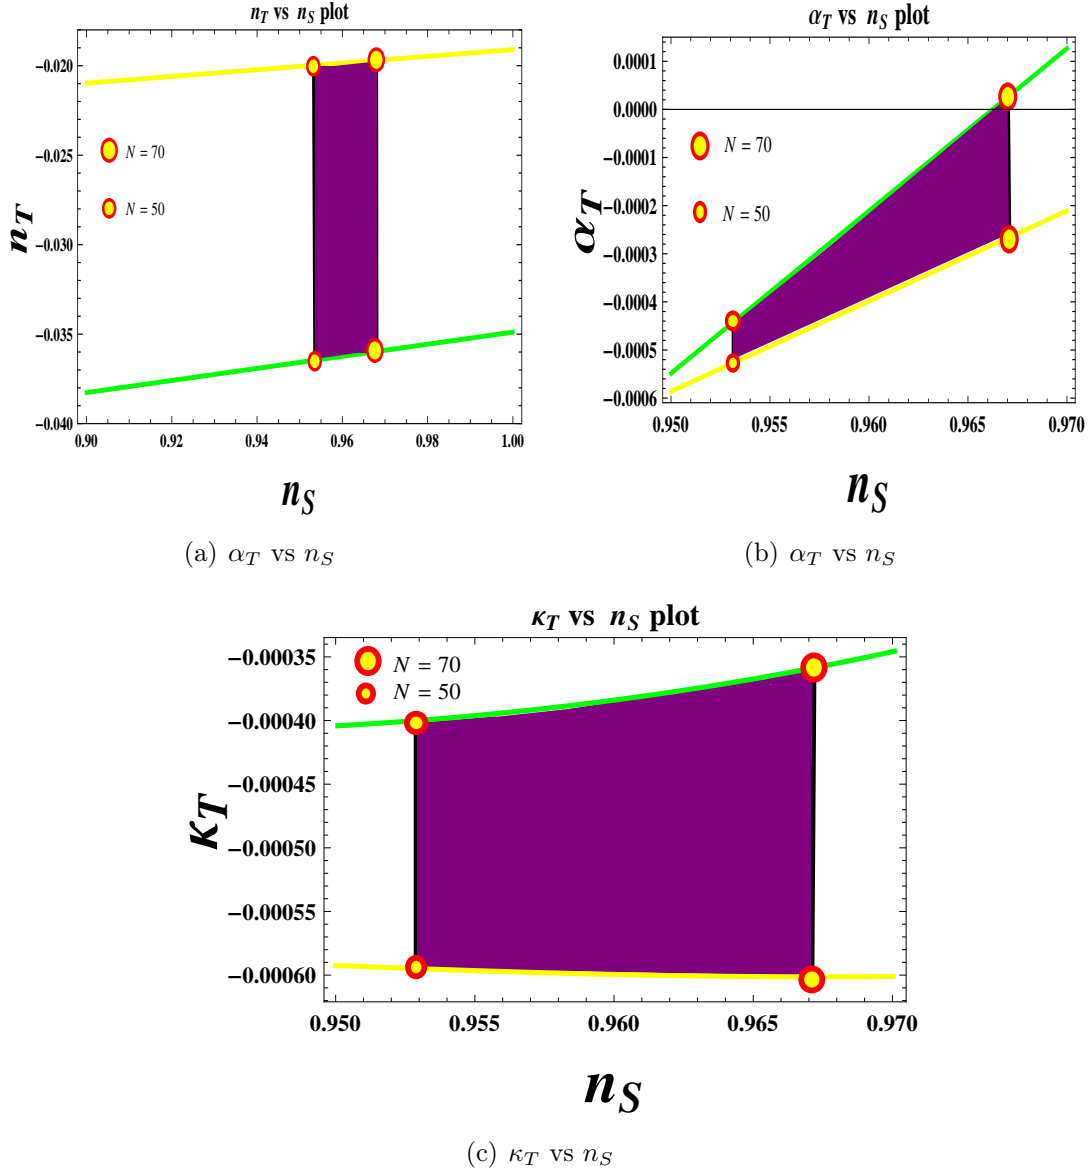 n_T vs n_S plot
−0.020
−0.025
−0.030
−0.035
−0.040
N = 70
N = 50
n_T
0.90 0.92 0.94 0.96 0.98 1.00
n_S
(a) α_T vs n_S
α_T vs n_S plot
0.0001
0.0000
−0.0001
−0.0002
−0.0003
−0.0004
−0.0005
−0.0006
N = 70
N = 50
α_T
0.950 0.955 0.960 0.965 0.970
n_S
(b) α_T vs n_S
κ_T vs n_S plot
−0.00035
−0.00040
−0.00045
−0.00050
−0.00055
−0.00060
N = 70
N = 50
κ_T
0.950 0.955 0.960 0.965 0.970
n_S
(c) κ_T vs n_S